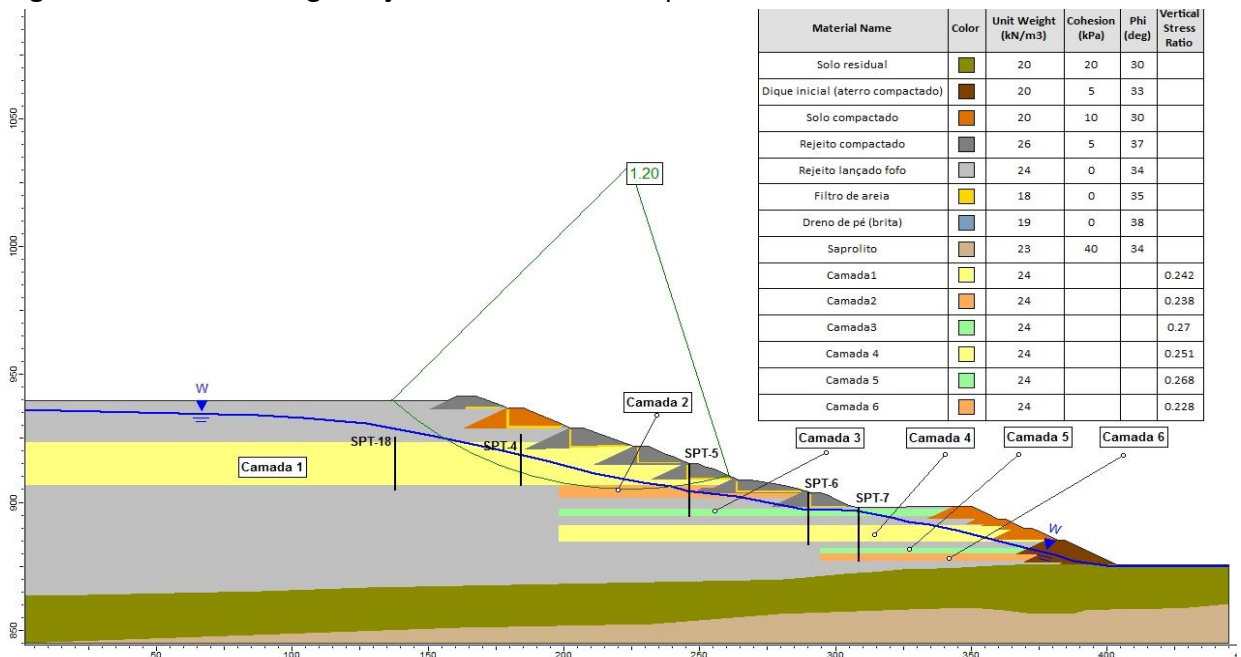 Material Name Color Unit Weight (kN/m3) Cohesion (kPa) Phi (deg) Vertical Stress Ratio
Solo residual 20 20 30
Dique inicial (aterro compactado) 20 5 33
Solo compactado 20 10 30
Rejeito compactado 26 5 37
Rejeito lançado fofo 24 0 34
Filtro de areia 18 0 35
Dreno de pé (brita) 19 0 38
Saprolito 23 40 34
Camada1 24 0.242
Camada2 24 0.238
Camada3 24 0.27
Camada 4 24 0.251
Camada 5 24 0.268
Camada 6 24 0.228
1050
1000
950
900
850
1.20
W
Camada 2
Camada 3
Camada 4
Camada 5
Camada 6
SPT-18
SPT-4
SPT-5
SPT-6
SPT-7
Camada 1
W
50 100 150 200 250 300 350 400